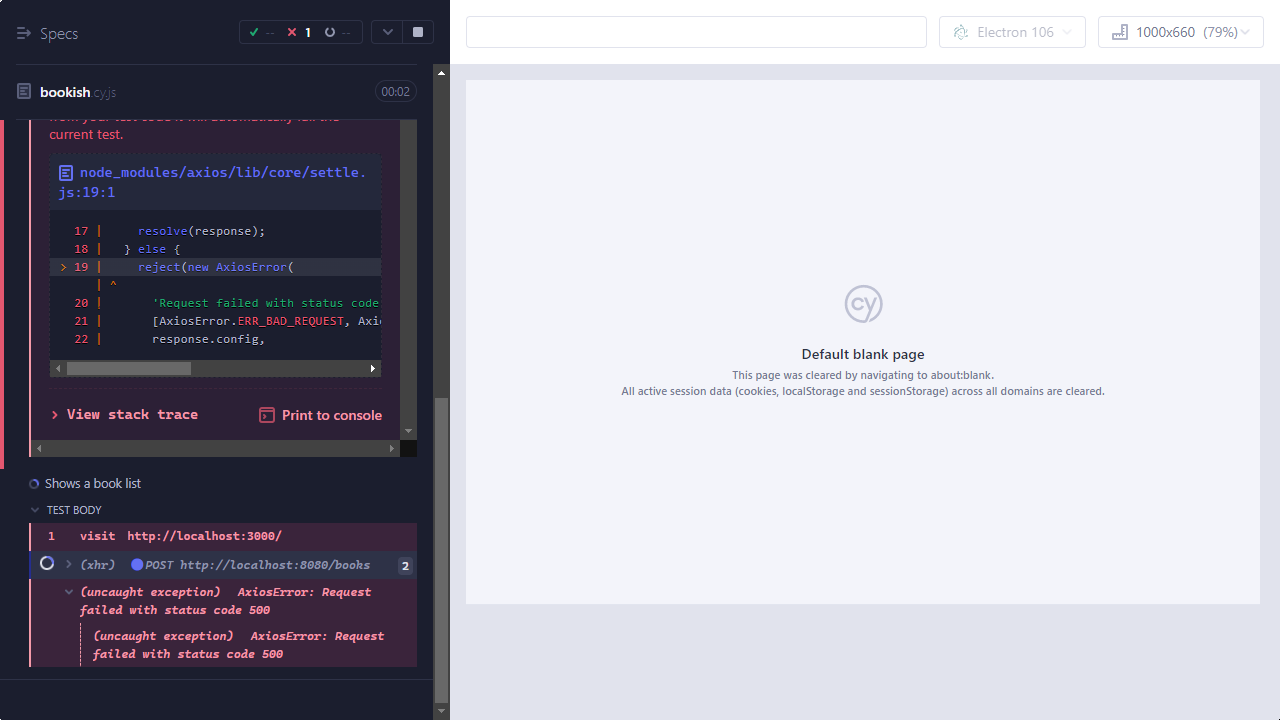 Specs
--
1
--
Electron 106
1000x660 (79%)
bookish.cy.js
00:02
current test.
node_modules/axios/lib/core/settle.
js:19:1
17 | resolve(response);
18 | } else {
> 19 | reject(new AxiosError(
| ^
20 | 'Request failed with status code
21 | [AxiosError.ERR_BAD_REQUEST, Axio
22 | response.config,
> View stack trace
Print to console
Shows a book list
TEST BODY
1 visit http://localhost:3000/
(xhr) POST http://localhost:8080/books 2
(uncaught exception) AxiosError: Request
failed with status code 500
(uncaught exception) AxiosError: Request
failed with status code 500
cy
Default blank page
This page was cleared by navigating to about:blank.
All active session data (cookies, localStorage and sessionStorage) across all domains are cleared.